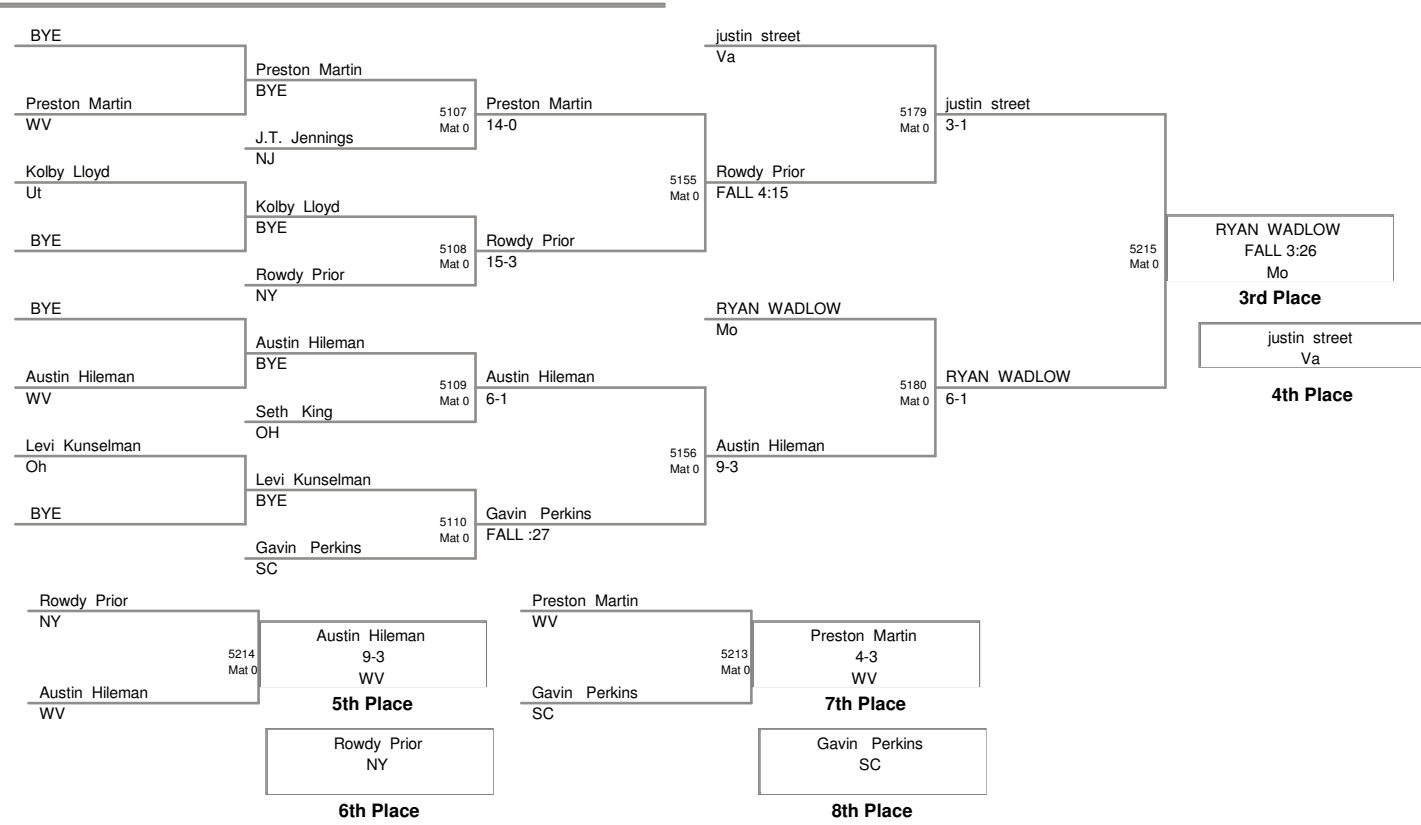 BYE
Preston Martin
WV
Kolby Lloyd
Ut
BYE
BYE
Austin Hileman
WV
Levi Kunselman
Oh
BYE
Preston Martin
BYE
J.T. Jennings
NJ
Kolby Lloyd
BYE
Rowdy Prior
NY
Austin Hileman
BYE
Seth King
OH
Levi Kunselman
BYE
Gavin Perkins
SC
5107
Mat 0
5108
Mat 0
5109
Mat 0
5110
Mat 0
Preston Martin
14-0
Rowdy Prior
15-3
Austin Hileman
6-1
Gavin Perkins
FALL :27
5155
Mat 0
5156
Mat 0
justin street
Va
Rowdy Prior
FALL 4:15
RYAN WADLOW
Mo
Austin Hileman
9-3
5179
Mat 0
5180
Mat 0
justin street
3-1
RYAN WADLOW
6-1
5215
Mat 0
RYAN WADLOW
FALL 3:26
Mo
3rd Place
justin street
Va
4th Place
Rowdy Prior
NY
Austin Hileman
WV
5214
Mat 0
Austin Hileman
9-3
WV
5th Place
Rowdy Prior
NY
6th Place
Preston Martin
WV
Gavin Perkins
SC
5213
Mat 0
Preston Martin
4-3
WV
7th Place
Gavin Perkins
SC
8th Place